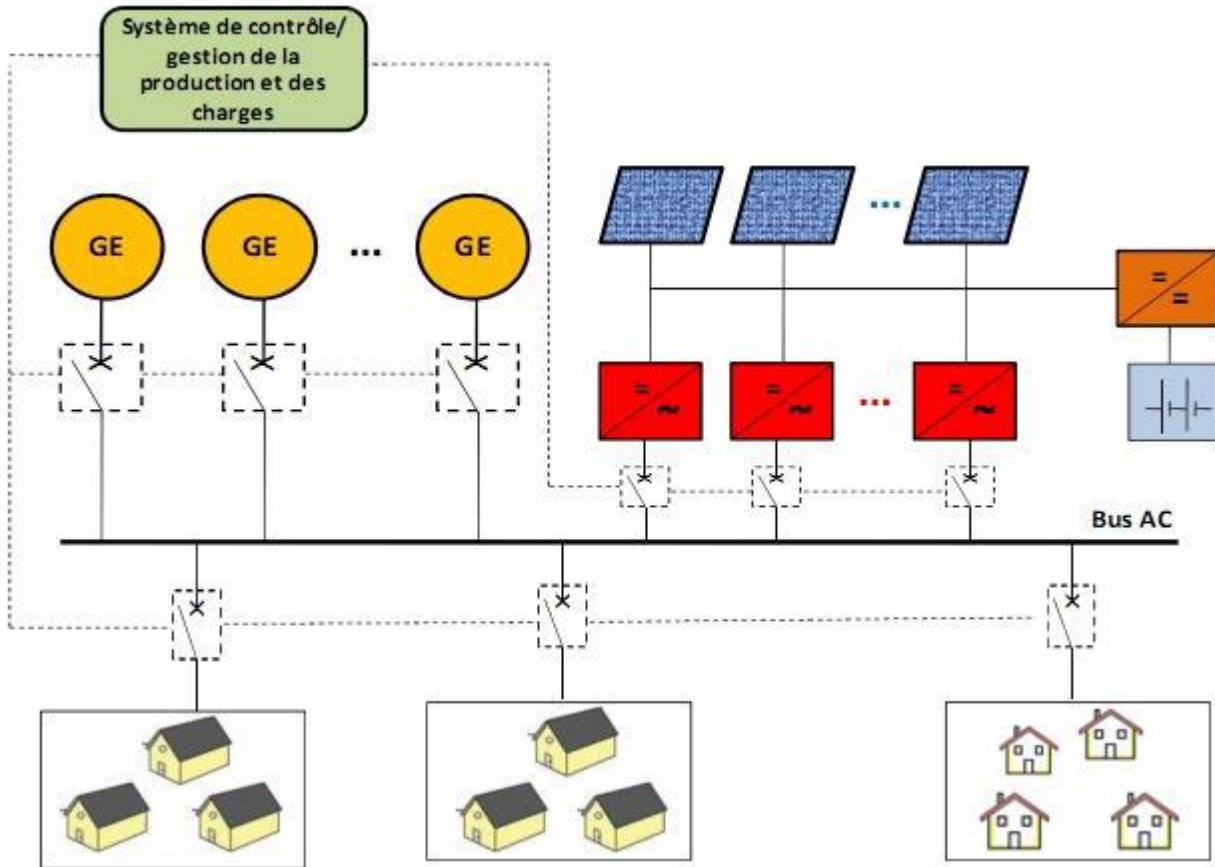 Système de contrôle/
gestion de la
production et des
charges
GE
GE
...
GE
...
=
=
=
~
=
~
...
=
~
Bus AC